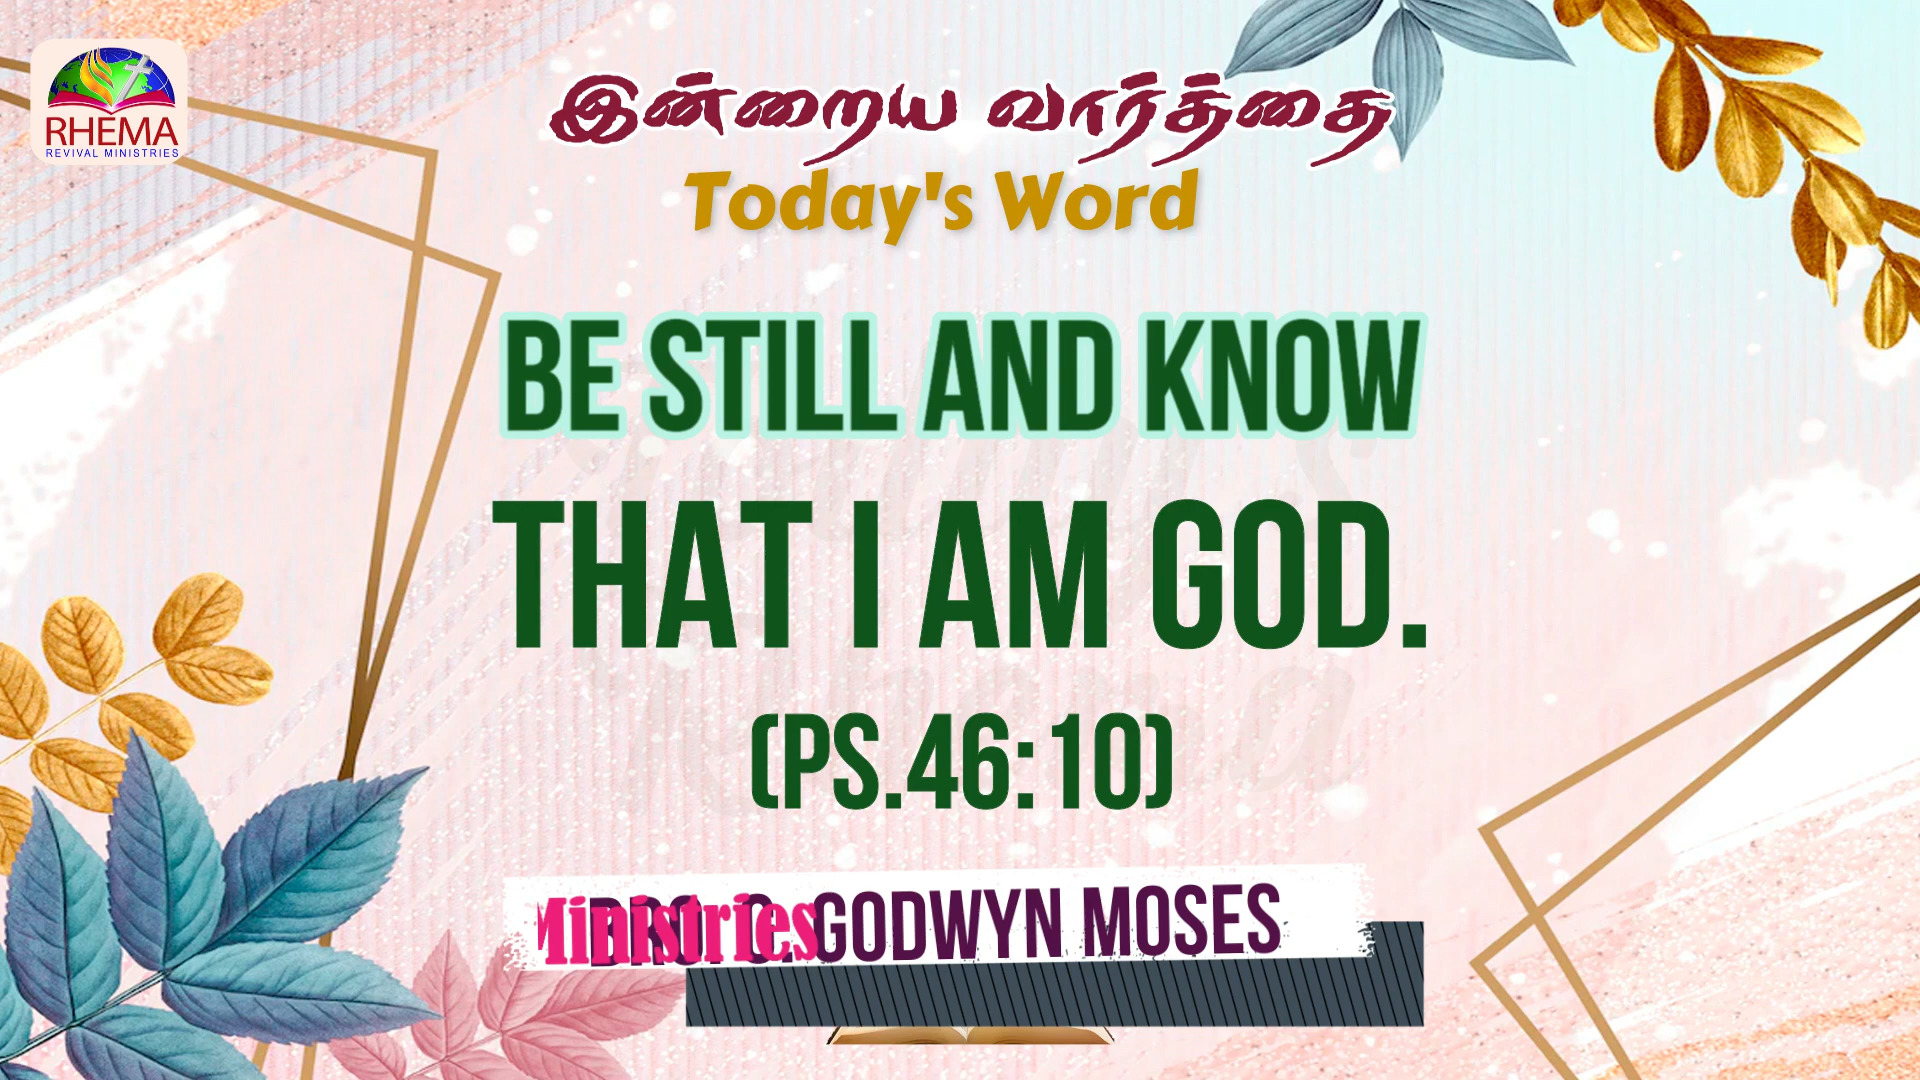 RHEMA
REVIVAL MINISTRIES
இன்றைய வார்த்தை
Today's Word
BE STILL AND KNOW
THAT I AM GOD.
(PS.46:10)
Ministries GODWYN MOSES